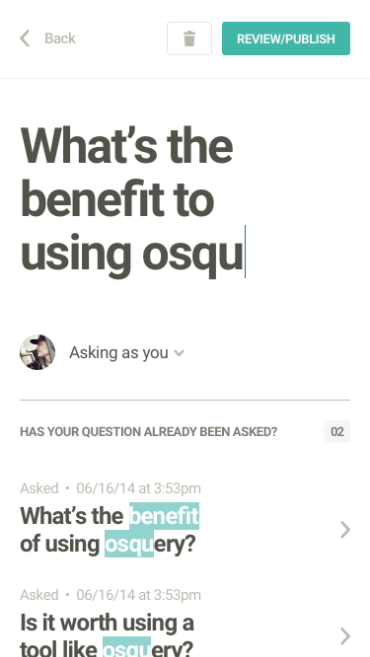 Back
REVIEW/PUBLISH
What's the
benefit to
using osqu
Asking as you
HAS YOUR QUESTION ALREADY BEEN ASKED?
02
Asked • 06/16/14 at 3:53pm
What's the benefit
of using osquery?
Asked • 06/16/14 at 3:53pm
Is it worth using a
tool like osquery?